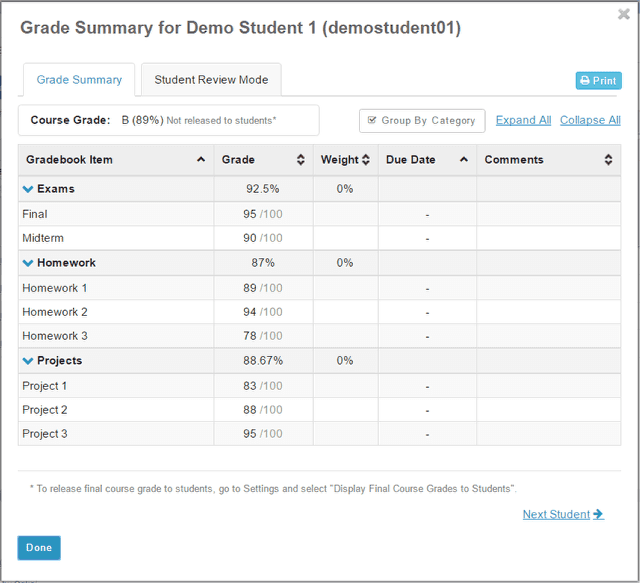 Grade Summary for Demo Student 1 (demostudent01)
Grade Summary Student Review Mode Print
Course Grade: B (89%) Not released to students* Group By Category Expand All Collapse All
Gradebook Item Grade Weight Due Date Comments
Exams 92.5% 0%
Final 95 /100 -
Midterm 90 /100 -
Homework 87% 0%
Homework 1 89 /100 -
Homework 2 94 /100 -
Homework 3 78 /100 -
Projects 88.67% 0%
Project 1 83 /100 -
Project 2 88 /100 -
Project 3 95 /100 -
* To release final course grade to students, go to Settings and select "Display Final Course Grades to Students".
Next Student
Done